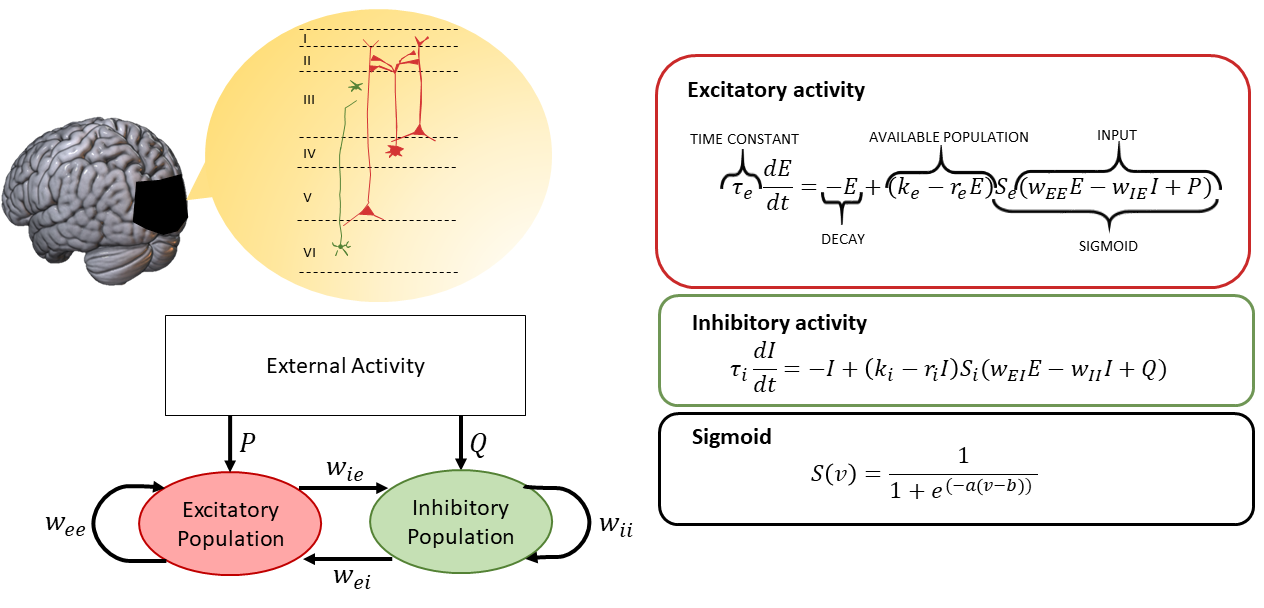 I
II
III
IV
V
VI
External Activity
P
Q
w_ie
Excitatory
Population
Inhibitory
Population
w_ee
w_ii
w_ei
Excitatory activity
TIME CONSTANT
AVAILABLE POPULATION
INPUT
τ_e dE/dt = −E + (k_e − r_e E)S_e(w_EE E − w_IE I + P)
DECAY
SIGMOID
Inhibitory activity
τ_i dI/dt = −I + (k_i − r_i I)S_i(w_EI E − w_II I + Q)
Sigmoid
S(v) = 1/(1 + e^(−a(v−b)))